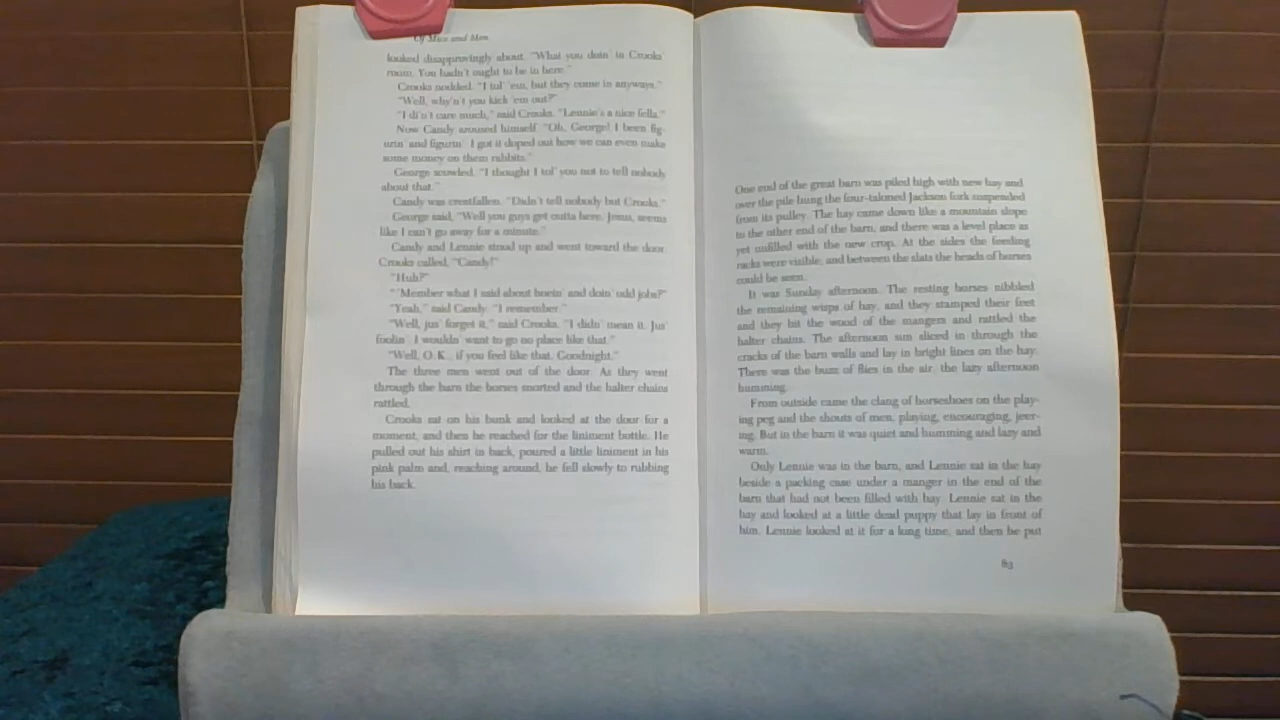 Of Mice and Men
looked disapprovingly about. "What you doin' in Crooks'
room. You hadn't ought to be in here."
Crooks nodded. "I tol' 'em, but they come in anyways."
"Well, why'n't you kick 'em out?"
"I di'n't care much," said Crooks. "Lennie's a nice fella."
Now Candy aroused himself. "Oh, George! I been fig-
urin' and figurin'. I got it doped out how we can even make
some money on them rabbits."
George scowled. "I thought I tol' you not to tell nobody
about that."
Candy was crestfallen. "Didn't tell nobody but Crooks."
George said, "Well you guys get outta here. Jesus, seems
like I can't go away for a minute."
Candy and Lennie stood up and went toward the door.
Crooks called, "Candy!"
"Huh?"
"'Member what I said about hoein' and doin' odd jobs?"
"Yeah," said Candy. "I remember."
"Well, jus' forget it," said Crooks. "I didn' mean it. Jus'
foolin'. I wouldn' want to go no place like that."
"Well, O.K., if you feel like that. Goodnight."
The three men went out of the door. As they went
through the barn the horses snorted and the halter chains
rattled.
Crooks sat on his bunk and looked at the door for a
moment, and then he reached for the liniment bottle. He
pulled out his shirt in back, poured a little liniment in his
pink palm and, reaching around, he fell slowly to rubbing
his back.
One end of the great barn was piled high with new hay and
over the pile hung the four-taloned Jackson fork suspended
from its pulley. The hay came down like a mountain slope
to the other end of the barn, and there was a level place as
yet unfilled with the new crop. At the sides the feeding
racks were visible, and between the slats the heads of horses
could be seen.
It was Sunday afternoon. The resting horses nibbled
the remaining wisps of hay, and they stamped their feet
and they bit the wood of the mangers and rattled the
halter chains. The afternoon sun sliced in through the
cracks of the barn walls and lay in bright lines on the hay.
There was the buzz of flies in the air, the lazy afternoon
humming.
From outside came the clang of horseshoes on the play-
ing peg and the shouts of men, playing, encouraging, jeer-
ing. But in the barn it was quiet and humming and lazy and
warm.
Only Lennie was in the barn, and Lennie sat in the hay
beside a packing case under a manger in the end of the
barn that had not been filled with hay. Lennie sat in the
hay and looked at a little dead puppy that lay in front of
him. Lennie looked at it for a long time, and then he put
83